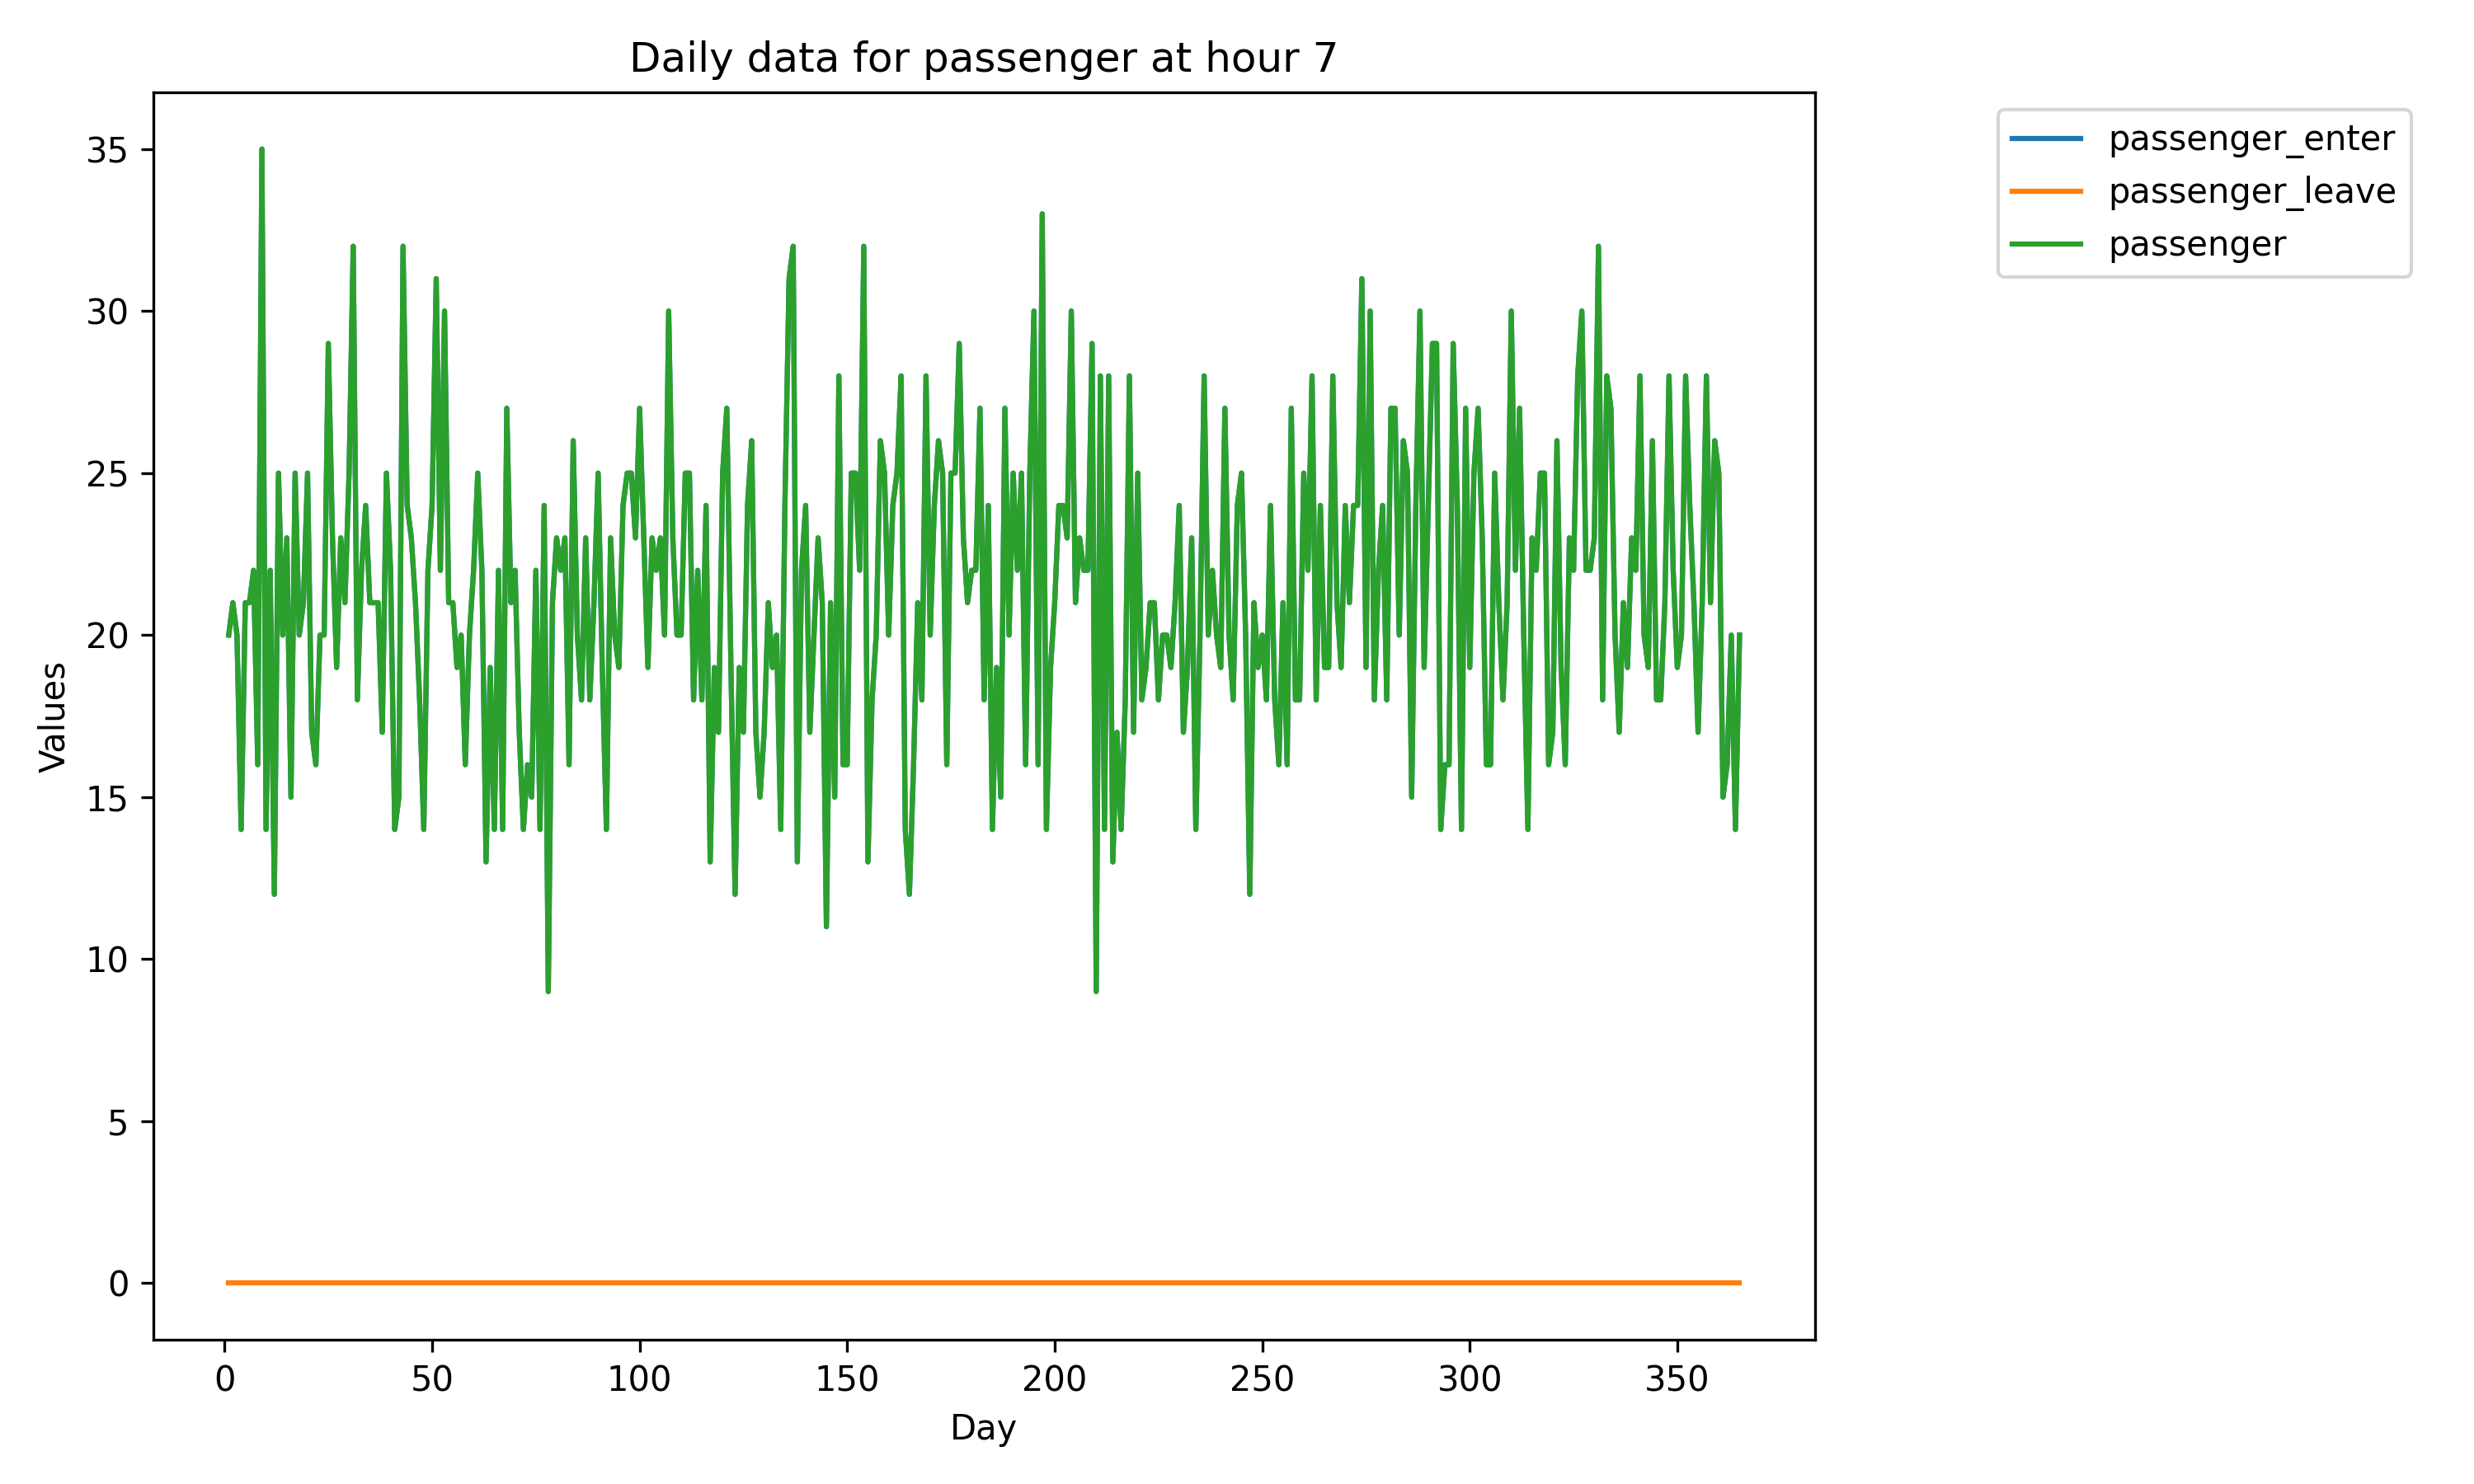 Daily data for passenger at hour 7
passenger_enter
passenger_leave
passenger
35
30
25
20
15
10
5
0
Values
0 50 100 150 200 250 300 350
Day